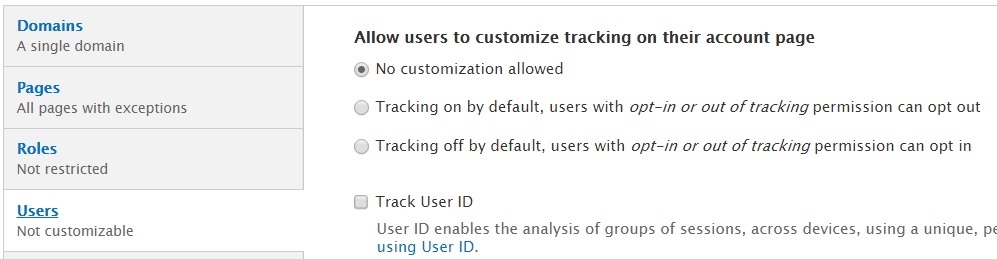 Domains
A single domain
Pages
All pages with exceptions
Roles
Not restricted
Users
Not customizable
Allow users to customize tracking on their account page
No customization allowed
Tracking on by default, users with opt-in or out of tracking permission can opt out
Tracking off by default, users with opt-in or out of tracking permission can opt in
Track User ID
User ID enables the analysis of groups of sessions, across devices, using a unique,
using User ID.